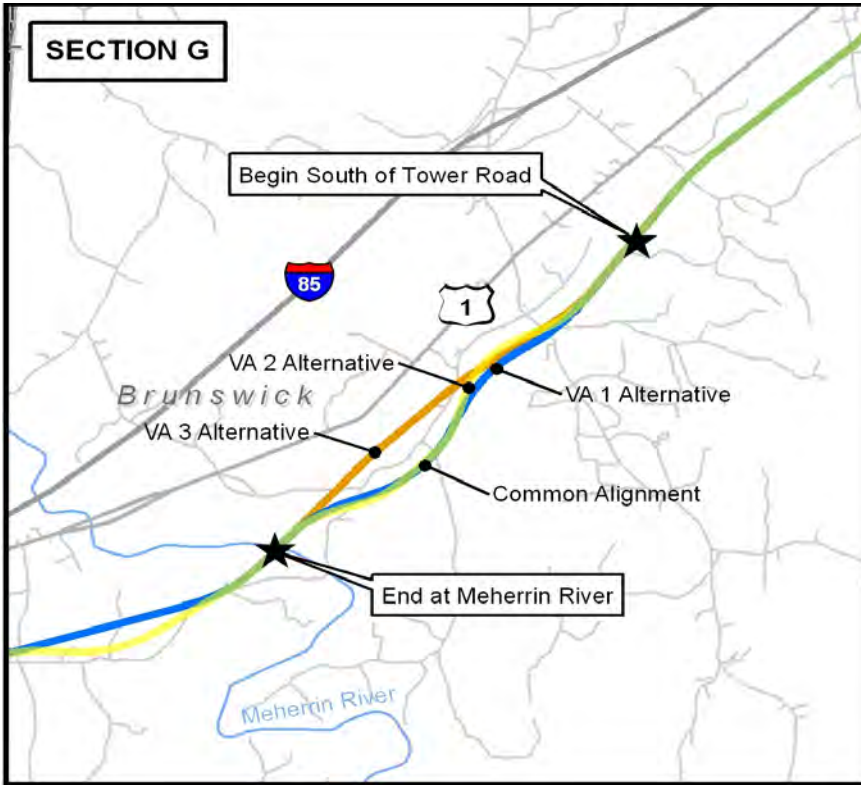 SECTION G
Begin South of Tower Road
85
1
VA 2 Alternative
Brunswick
VA 1 Alternative
VA 3 Alternative
Common Alignment
End at Meherrin River
Meherrin River